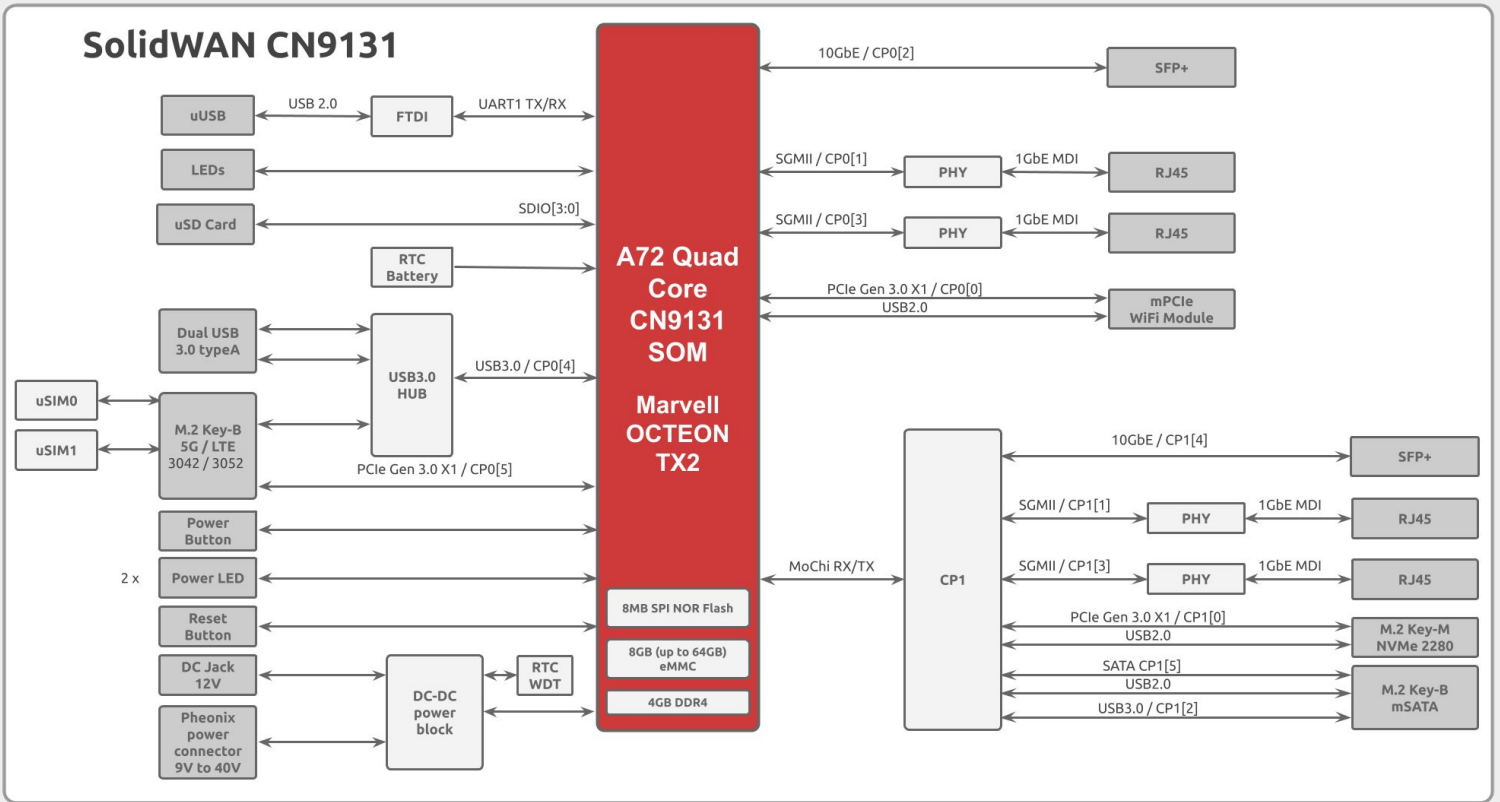 SolidWAN CN9131
uUSB
USB 2.0
FTDI
UART1 TX/RX
LEDs
uSD Card
SDIO[3:0]
RTC
Battery
Dual USB
3.0 typeA
USB3.0
HUB
USB3.0 / CP0[4]
uSIM0
uSIM1
M.2 Key-B
5G / LTE
3042 / 3052
PCIe Gen 3.0 X1 / CP0[5]
Power
Button
2 x
Power LED
Reset
Button
DC Jack
12V
Pheonix
power
connector
9V to 40V
DC-DC
power
block
RTC
WDT
A72 Quad
Core
CN9131
SOM
Marvell
OCTEON
TX2
8MB SPI NOR Flash
8GB (up to 64GB)
eMMC
4GB DDR4
10GbE / CP0[2]
SFP+
SGMII / CP0[1]
PHY
1GbE MDI
RJ45
SGMII / CP0[3]
PHY
1GbE MDI
RJ45
PCIe Gen 3.0 X1 / CP0[0]
USB2.0
mPCIe
WiFi Module
MoChi RX/TX
CP1
10GbE / CP1[4]
SFP+
SGMII / CP1[1]
PHY
1GbE MDI
RJ45
SGMII / CP1[3]
PHY
1GbE MDI
RJ45
PCIe Gen 3.0 X1 / CP1[0]
USB2.0
M.2 Key-M
NVMe 2280
SATA CP1[5]
USB2.0
USB3.0 / CP1[2]
M.2 Key-B
mSATA